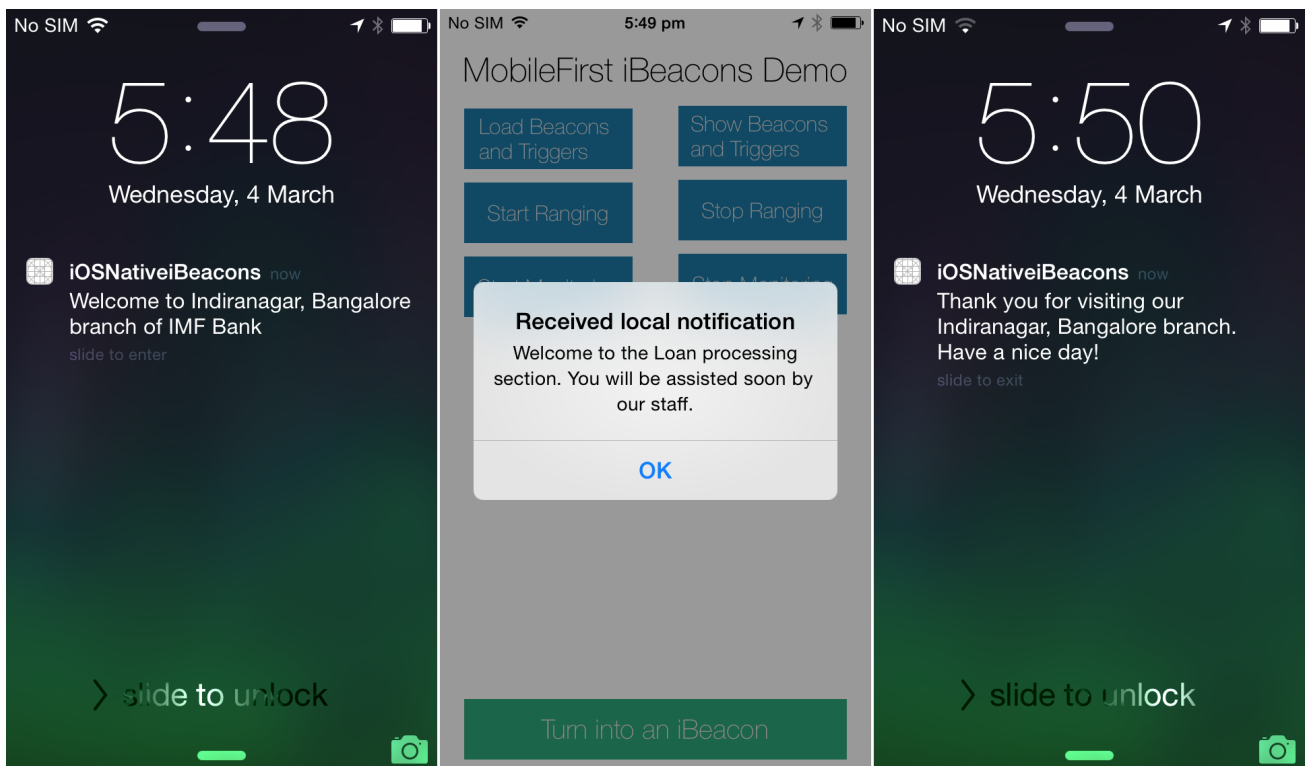 No SIM
5:48
Wednesday, 4 March
iOSNativeiBeacons now
Welcome to Indiranagar, Bangalore
branch of IMF Bank
slide to enter
slide to unlock
No SIM 5:49 pm
MobileFirst iBeacons Demo
Load Beacons
and Triggers
Show Beacons
and Triggers
Start Ranging
Stop Ranging
Start Monitoring
Stop Monitoring
Received local notification
Welcome to the Loan processing
section. You will be assisted soon by
our staff.
OK
Turn into an iBeacon
No SIM
5:50
Wednesday, 4 March
iOSNativeiBeacons now
Thank you for visiting our
Indiranagar, Bangalore branch.
Have a nice day!
slide to exit
slide to unlock